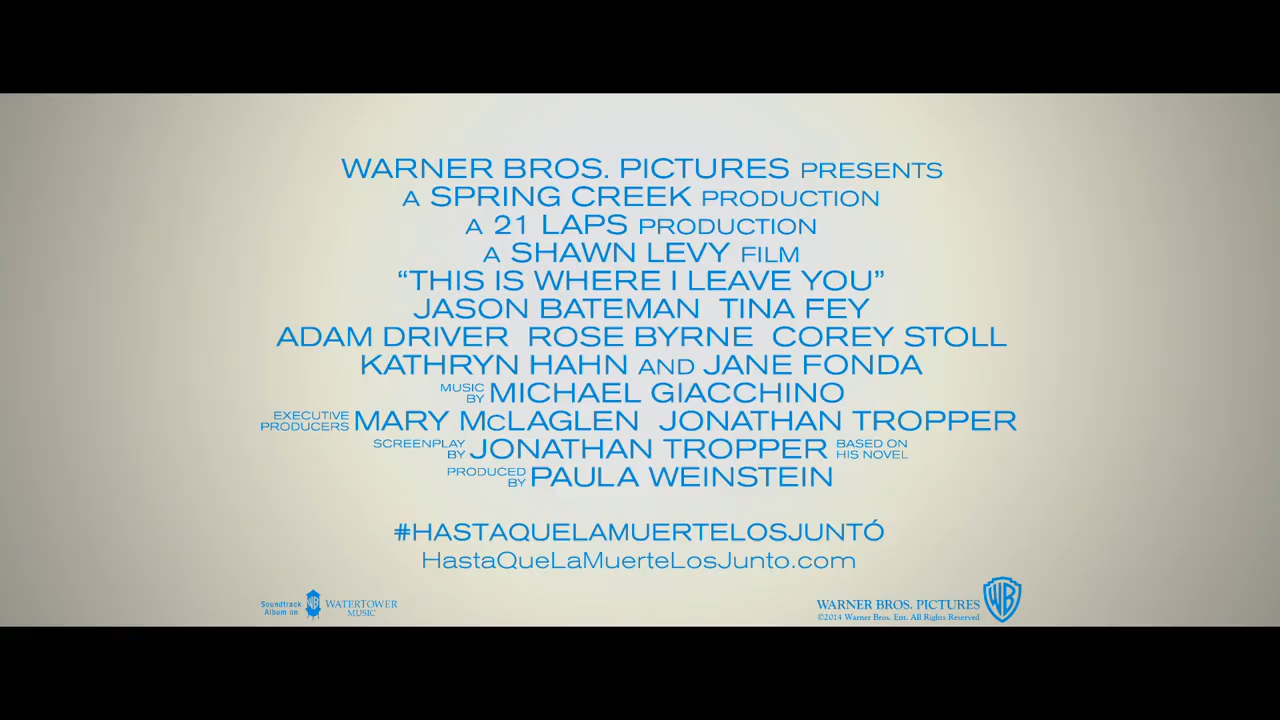 WARNER BROS. PICTURES PRESENTS
A SPRING CREEK PRODUCTION
A 21 LAPS PRODUCTION
A SHAWN LEVY FILM
“THIS IS WHERE I LEAVE YOU”
JASON BATEMAN TINA FEY
ADAM DRIVER ROSE BYRNE COREY STOLL
KATHRYN HAHN AND JANE FONDA
MUSIC BY MICHAEL GIACCHINO
EXECUTIVE PRODUCERS MARY McLAGLEN JONATHAN TROPPER
SCREENPLAY BY JONATHAN TROPPER BASED ON HIS NOVEL
PRODUCED BY PAULA WEINSTEIN
#HASTAQUELAMUERTELOSJUNTÓ
HastaQueLaMuerteLosJunto.com
Soundtrack Album on WB WATERTOWER MUSIC
WARNER BROS. PICTURES WB
©2014 Warner Bros. Ent. All Rights Reserved